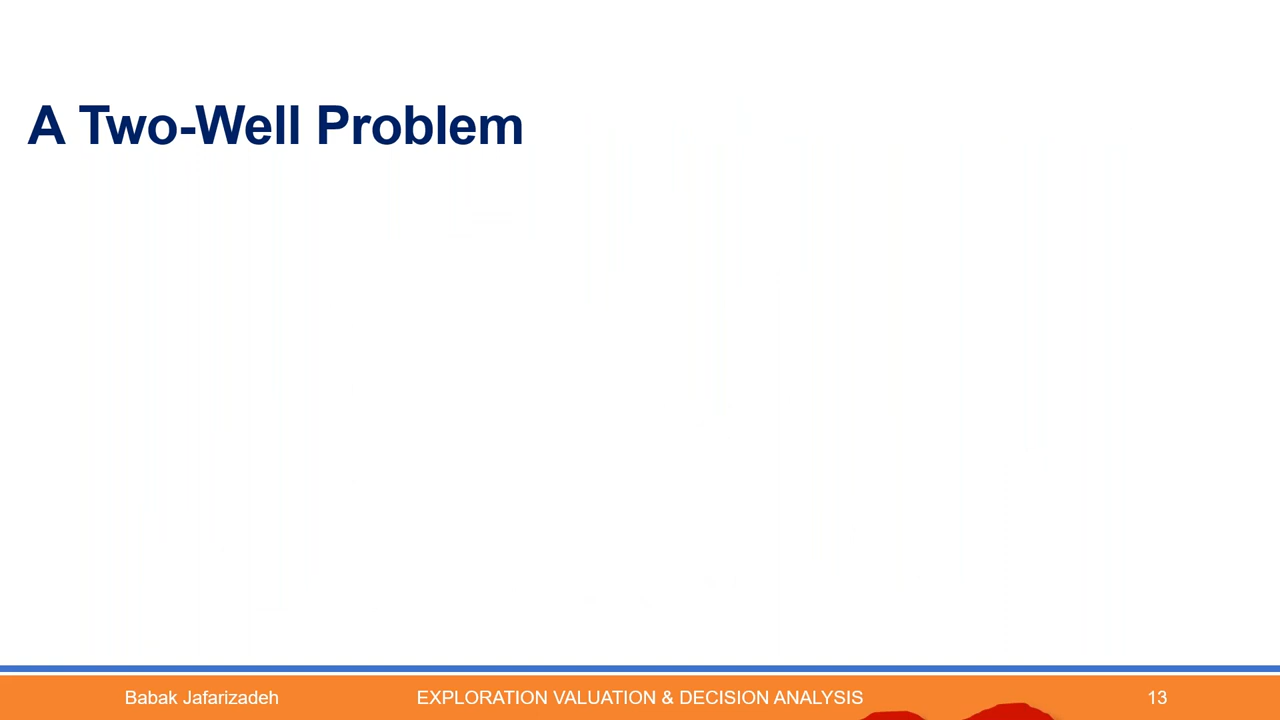 A Two-Well Problem
Babak Jafarizadeh
EXPLORATION VALUATION & DECISION ANALYSIS
13